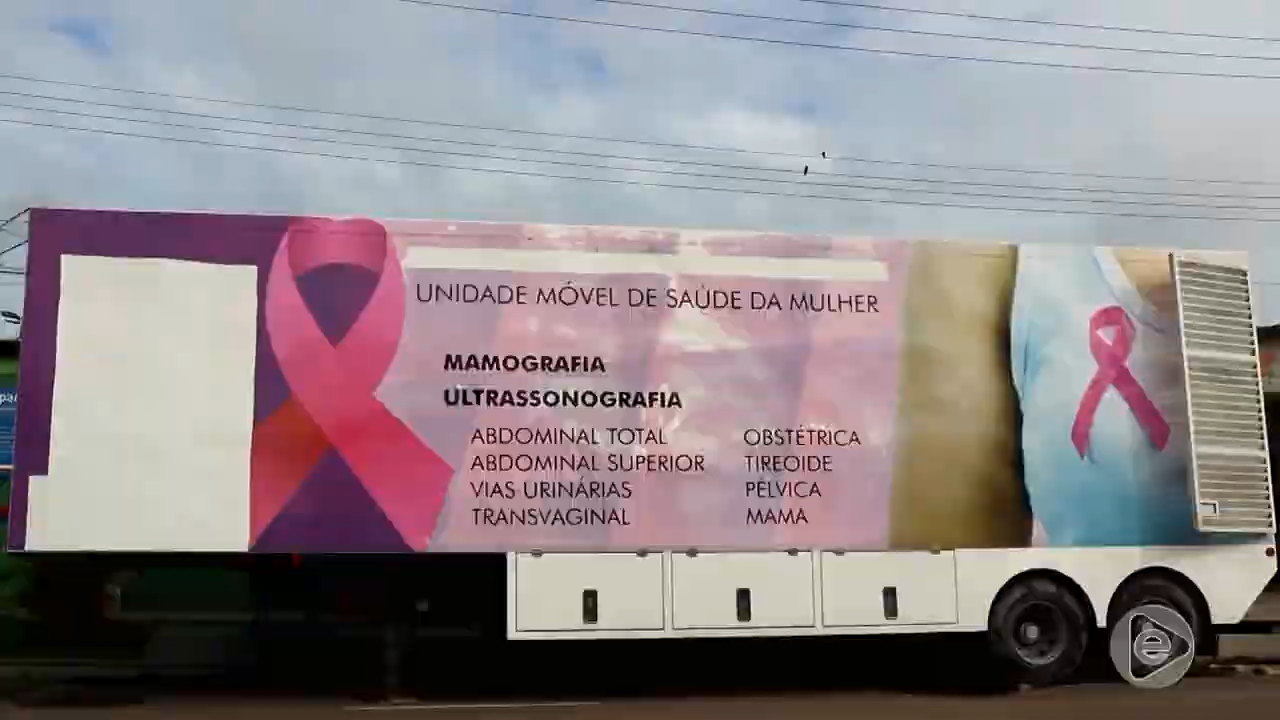 UNIDADE MÓVEL DE SAÚDE DA MULHER
MAMOGRAFIA
ULTRASSONOGRAFIA
ABDOMINAL TOTAL OBSTÉTRICA
ABDOMINAL SUPERIOR TIREOIDE
VIAS URINÁRIAS PÉLVICA
TRANSVAGINAL MAMA
e